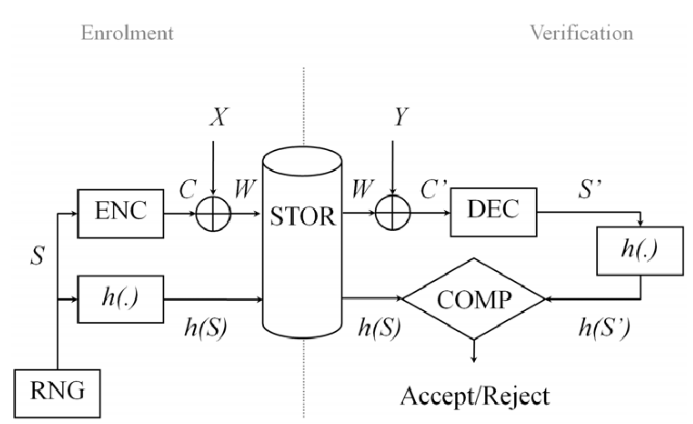 Enrolment
Verification
X
Y
C
W
W
C'
S'
ENC
STOR
DEC
S
h(.)
h(.)
COMP
h(S)
h(S)
h(S')
RNG
Accept/Reject